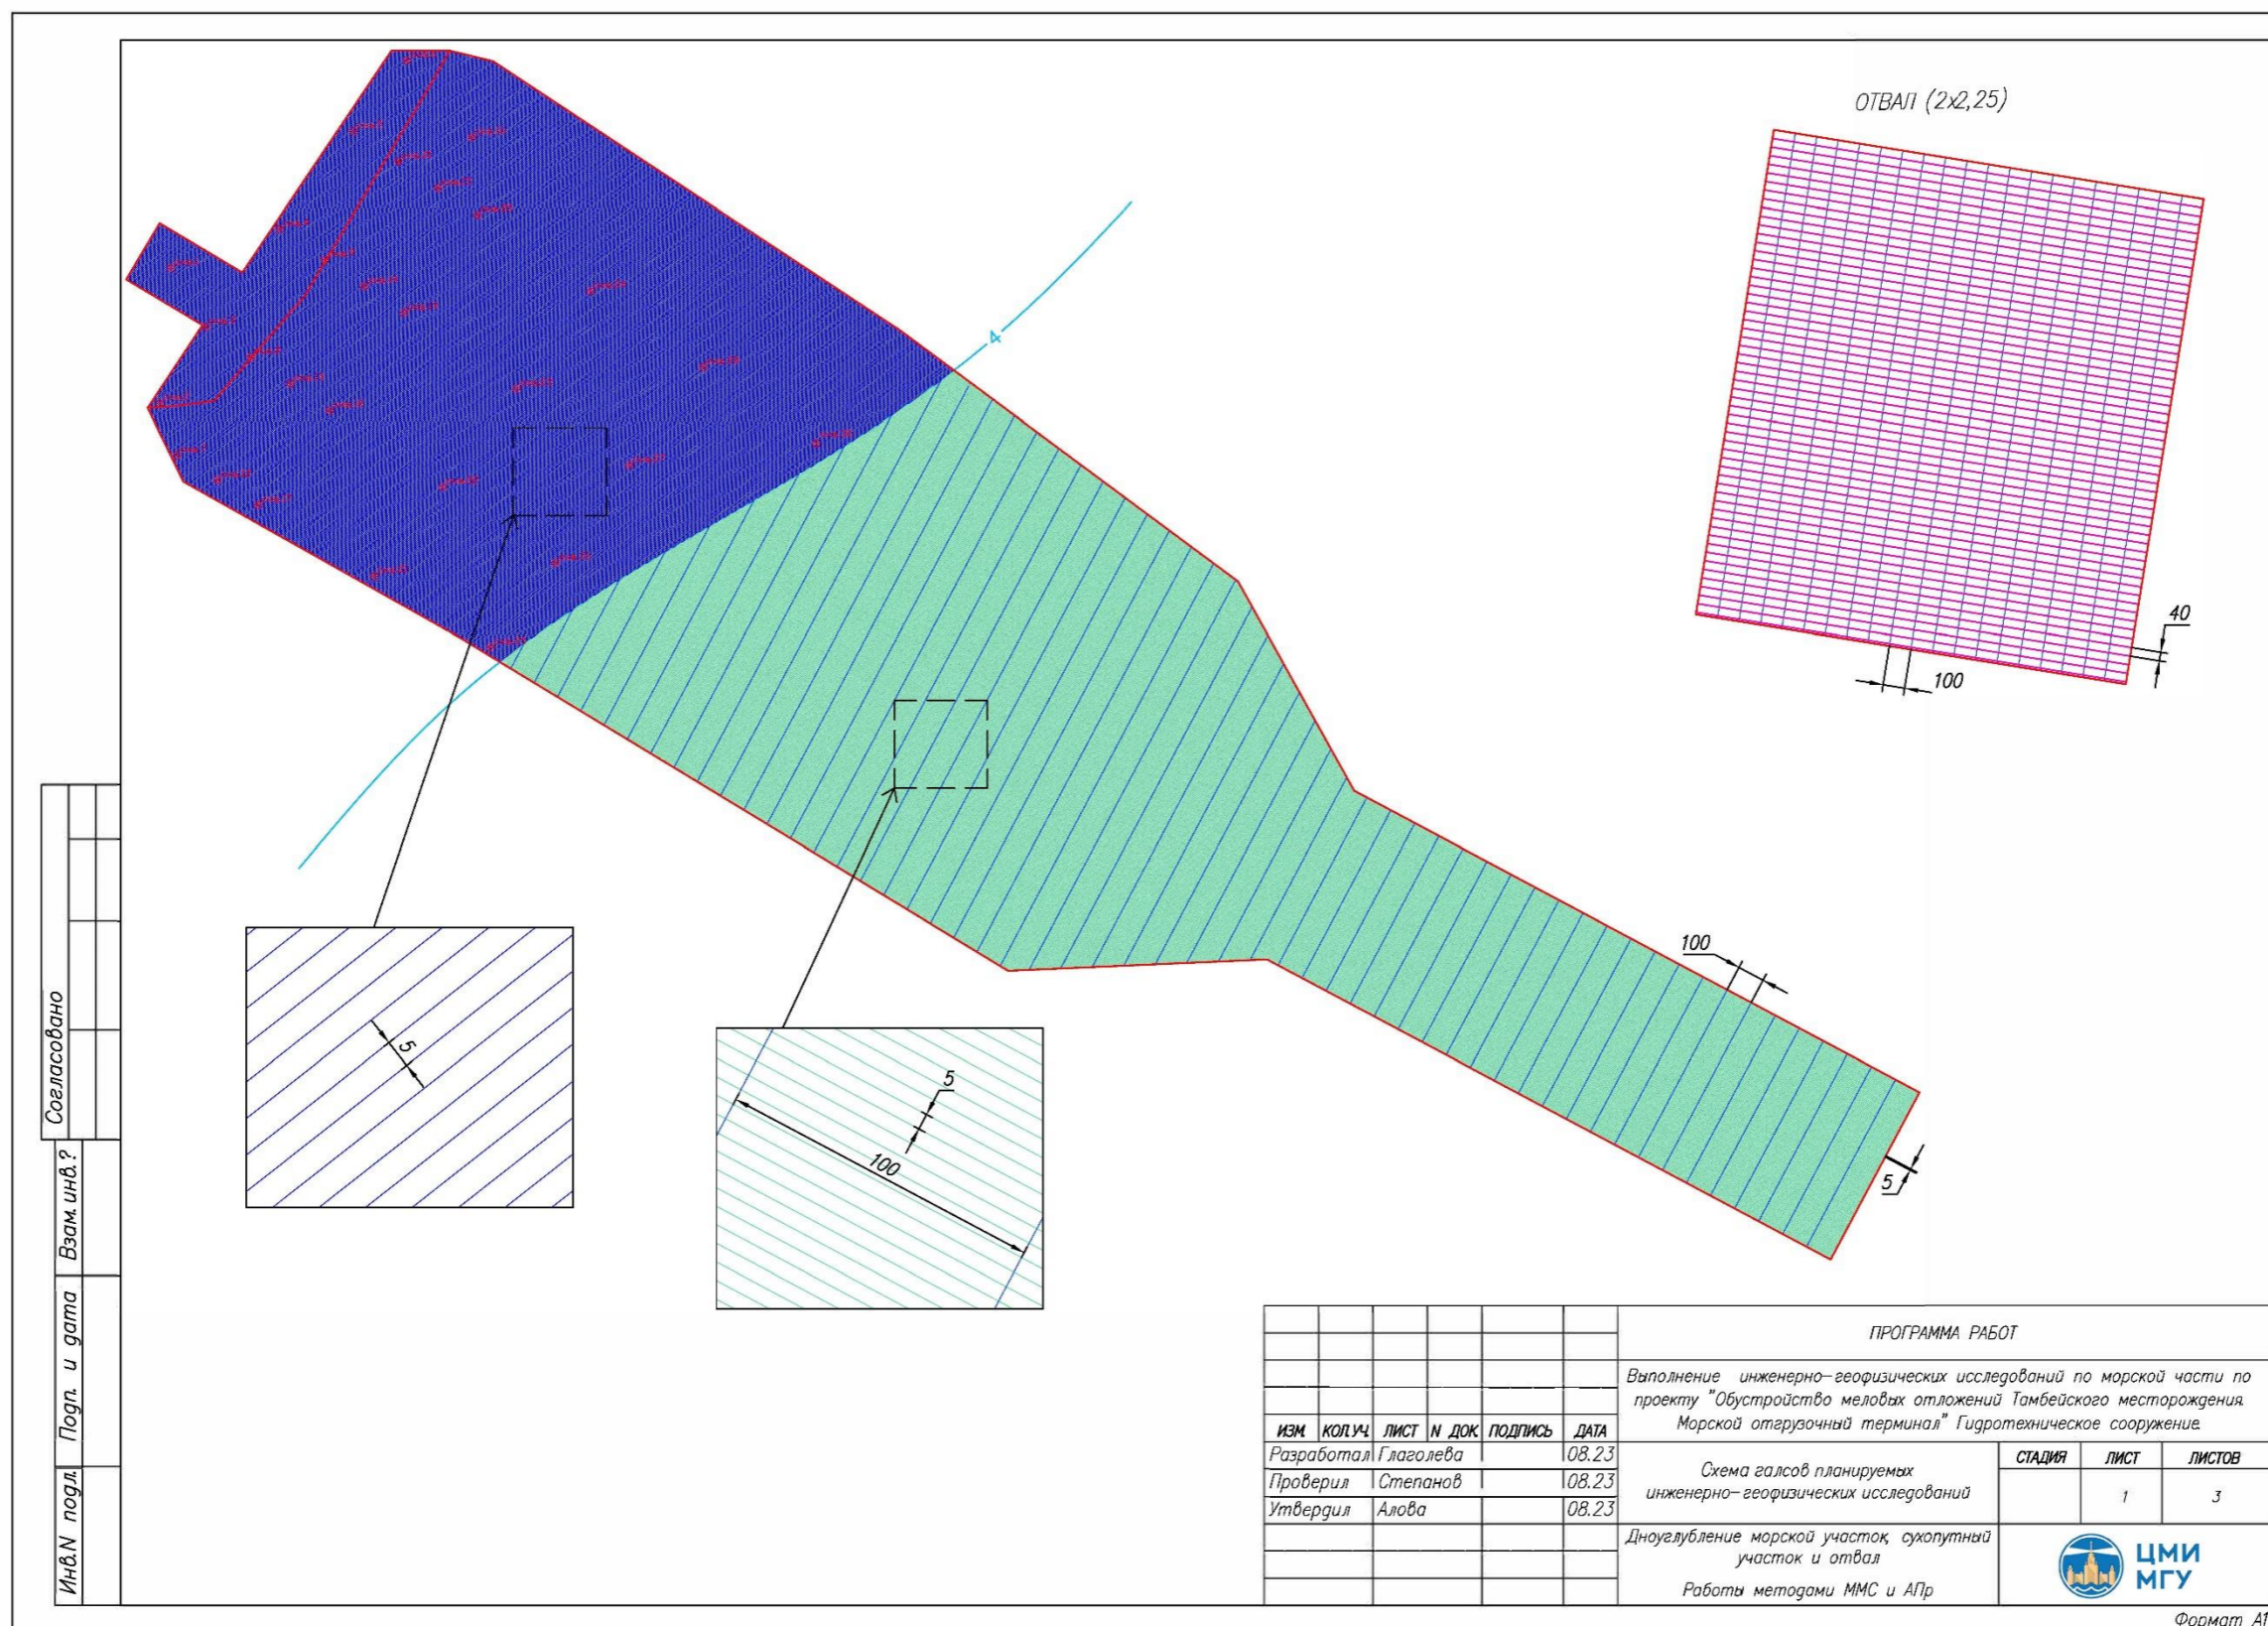 ОТВАЛ (2x2,25)
4
40
100
100
5
5
5
100
Согласовано
Взам. инв.?
Подп. и дата
Инв.N подл.
ПРОГРАММА РАБОТ
Выполнение инженерно-геофизических исследований по морской части по
проекту "Обустройство меловых отложений Тамбейского месторождения.
Морской отгрузочный терминал" Гидротехническое сооружение.
ИЗМ. КОЛ.УЧ. ЛИСТ N ДОК. ПОДПИСЬ ДАТА
Разработал Глаголева 08.23
Проверил Степанов 08.23
Утвердил Алова 08.23
Схема галсов планируемых
инженерно-геофизических исследований
СТАДИЯ ЛИСТ ЛИСТОВ
1 3
Дноуглубление морской участок, сухопутный
участок и отвал
Работы методами ММС и АПр
ЦМИ
МГУ
Формат А1